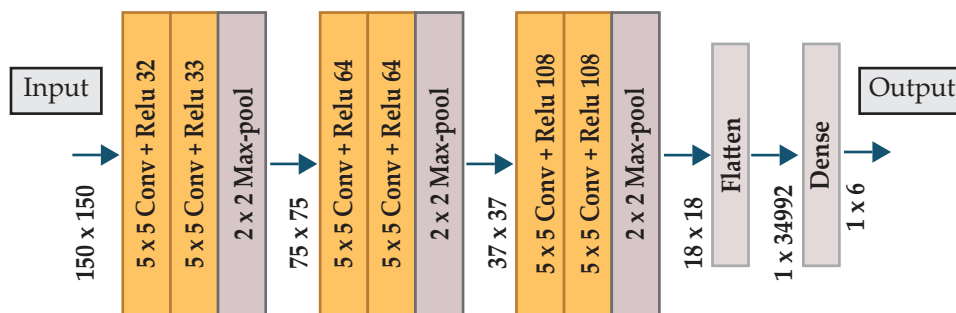 Input
150 x 150
5 x 5 Conv + Relu 32
5 x 5 Conv + Relu 33
2 x 2 Max-pool
75 x 75
5 x 5 Conv + Relu 64
5 x 5 Conv + Relu 64
2 x 2 Max-pool
37 x 37
5 x 5 Conv + Relu 108
5 x 5 Conv + Relu 108
2 x 2 Max-pool
18 x 18
Flatten
1 x 34992
Dense
1 x 6
Output